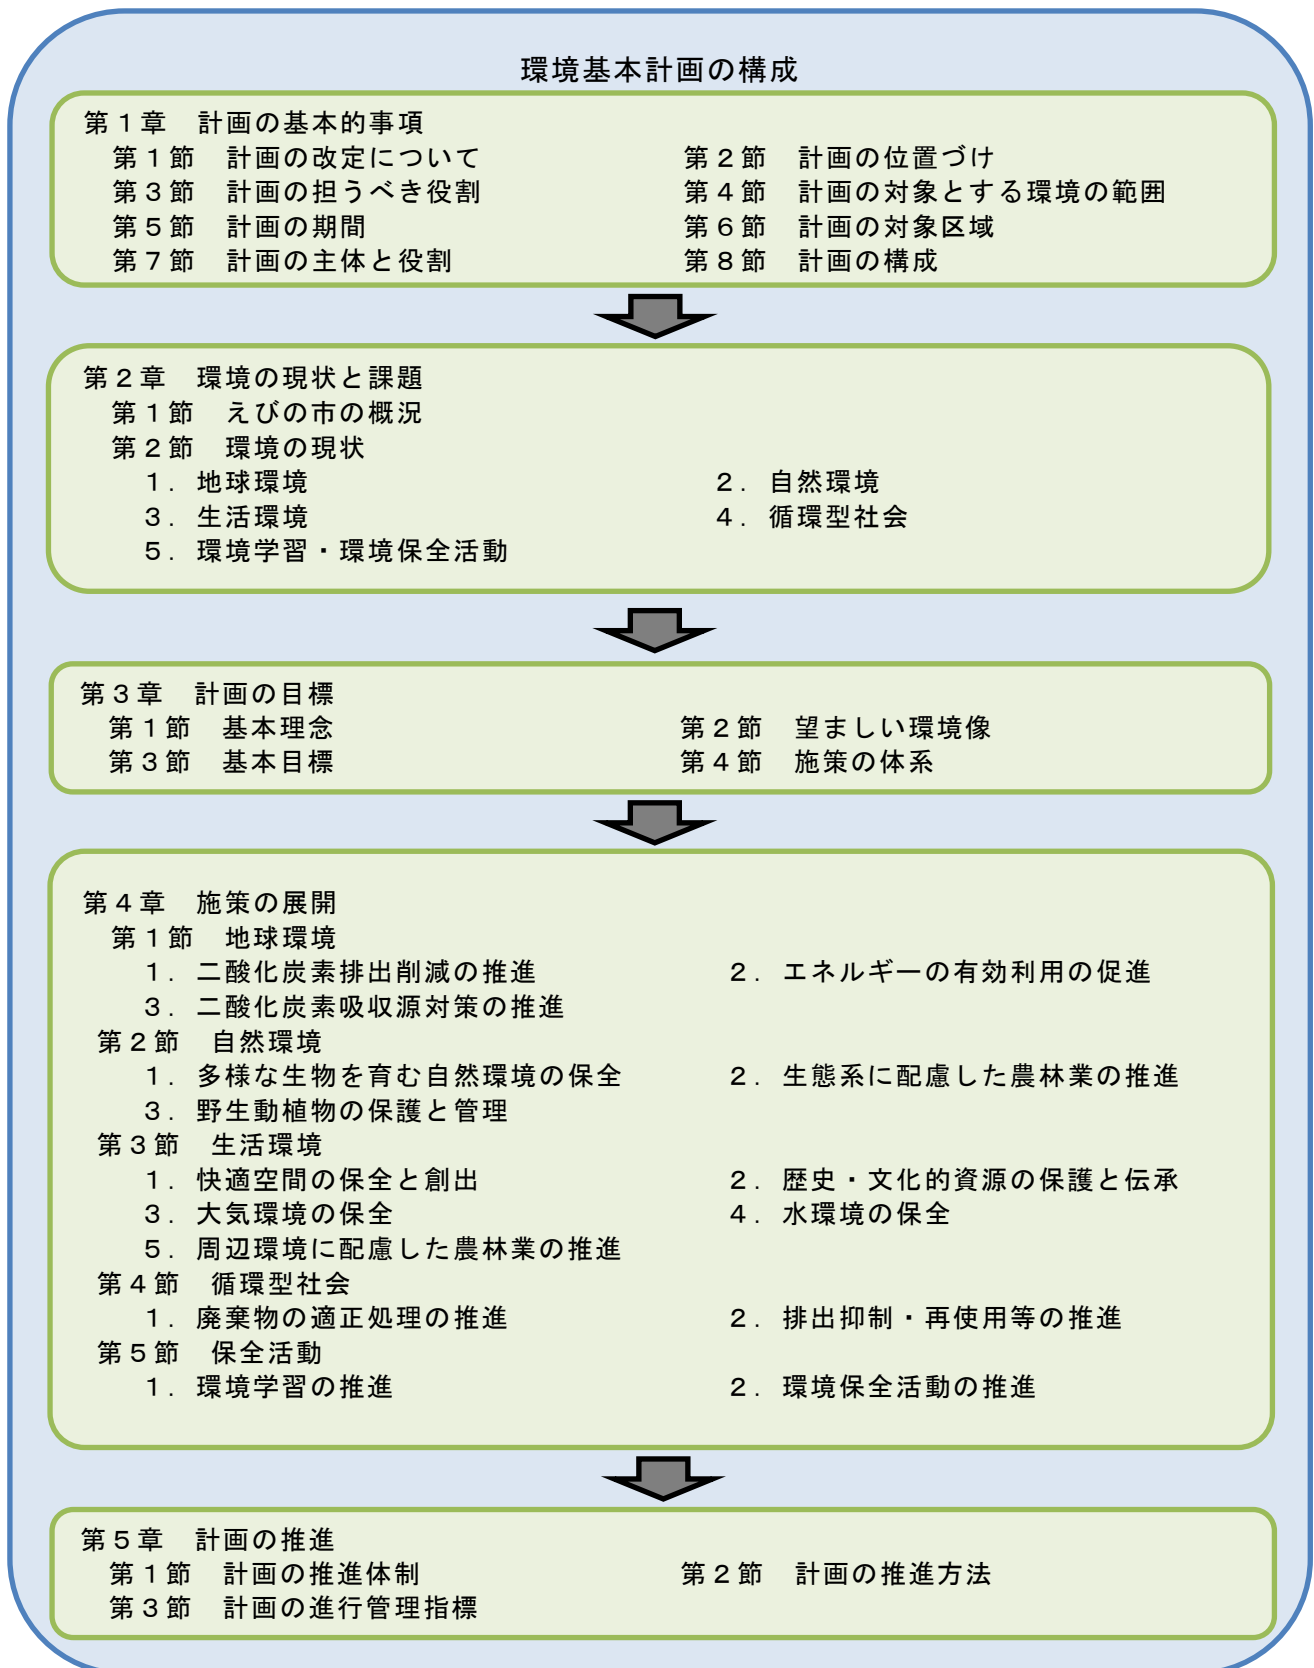 環境基本計画の構成
第1章　計画の基本的事項
第1節　計画の改定について　第2節　計画の位置づけ
第3節　計画の担うべき役割　第4節　計画の対象とする環境の範囲
第5節　計画の期間　第6節　計画の対象区域
第7節　計画の主体と役割　第8節　計画の構成
第2章　環境の現状と課題
第1節　えびの市の概況
第2節　環境の現状
1．地球環境　2．自然環境
3．生活環境　4．循環型社会
5．環境学習・環境保全活動
第3章　計画の目標
第1節　基本理念　第2節　望ましい環境像
第3節　基本目標　第4節　施策の体系
第4章　施策の展開
第1節　地球環境
1．二酸化炭素排出削減の推進　2．エネルギーの有効利用の促進
3．二酸化炭素吸収源対策の推進
第2節　自然環境
1．多様な生物を育む自然環境の保全　2．生態系に配慮した農林業の推進
3．野生動植物の保護と管理
第3節　生活環境
1．快適空間の保全と創出　2．歴史・文化的資源の保護と伝承
3．大気環境の保全　4．水環境の保全
5．周辺環境に配慮した農林業の推進
第4節　循環型社会
1．廃棄物の適正処理の推進　2．排出抑制・再使用等の推進
第5節　保全活動
1．環境学習の推進　2．環境保全活動の推進
第5章　計画の推進
第1節　計画の推進体制　第2節　計画の推進方法
第3節　計画の進行管理指標